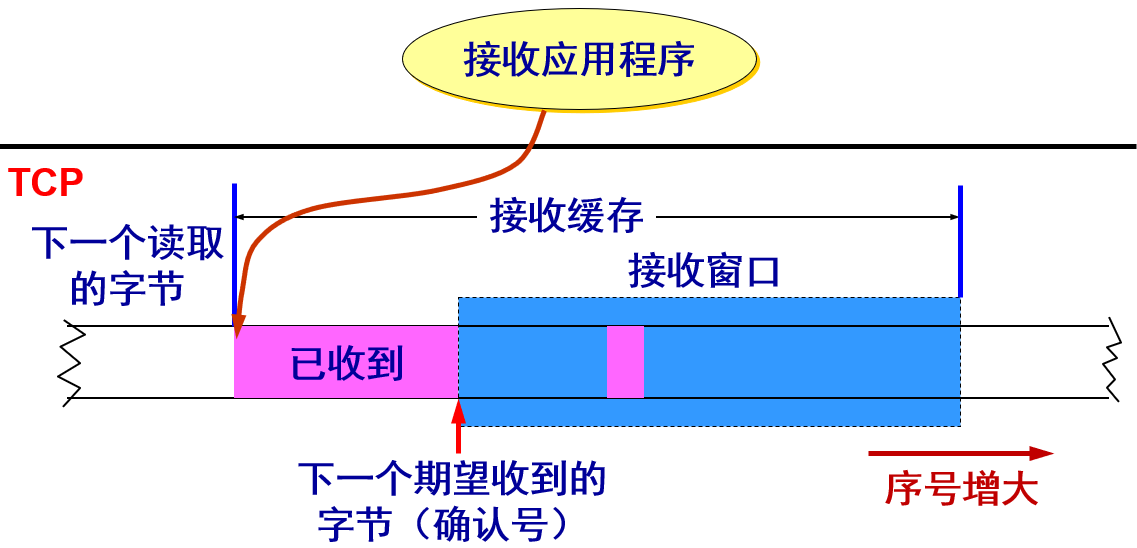 接收应用程序
TCP
接收缓存
下一个读取
的字节
接收窗口
已收到
下一个期望收到的
字节（确认号）
序号增大